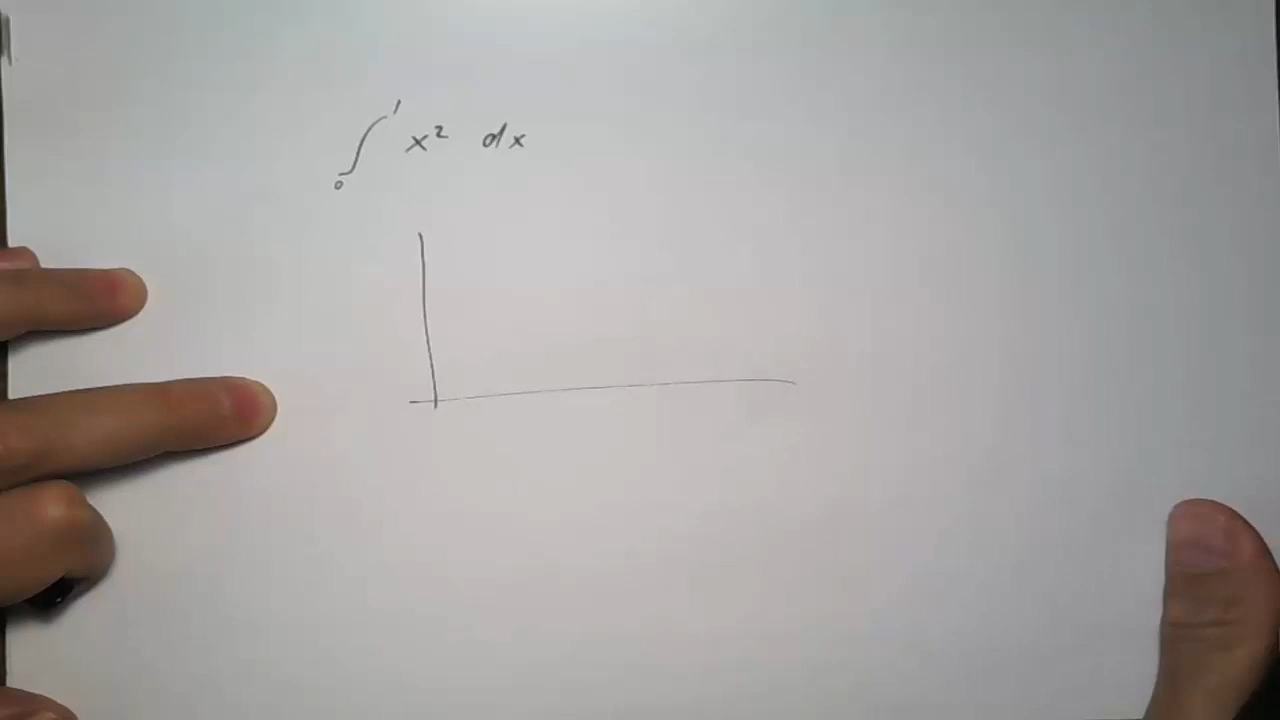 ∫₀¹ x² dx